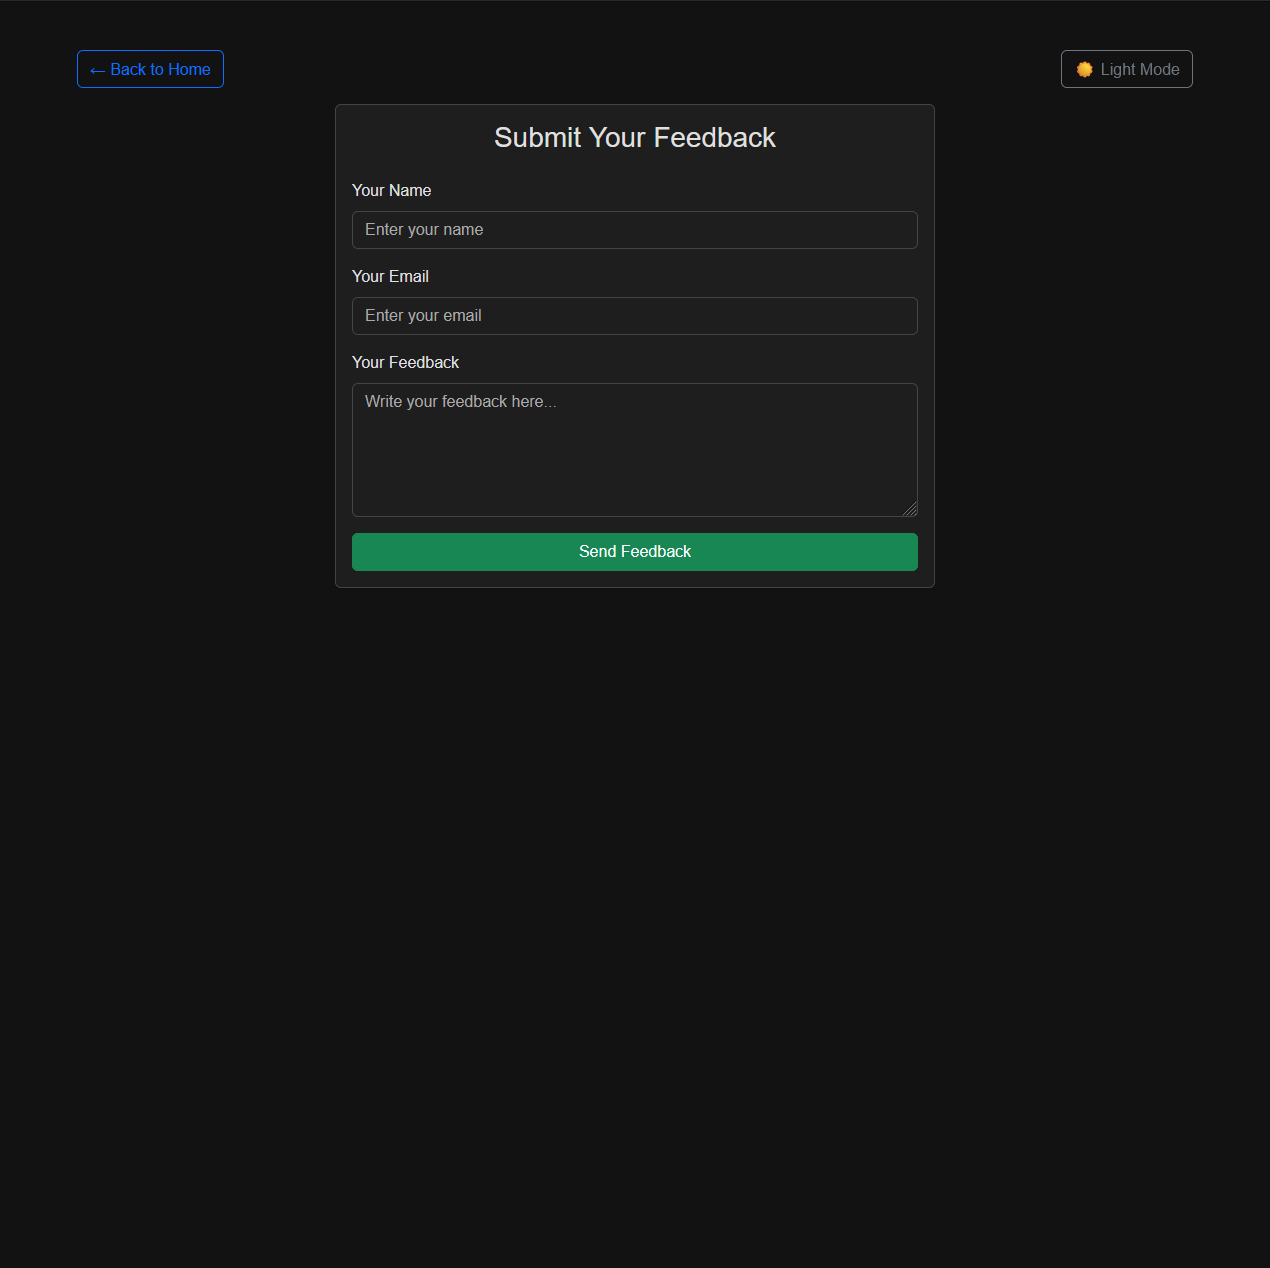 ← Back to Home
Light Mode
Submit Your Feedback
Your Name
Enter your name
Your Email
Enter your email
Your Feedback
Write your feedback here...
Send Feedback